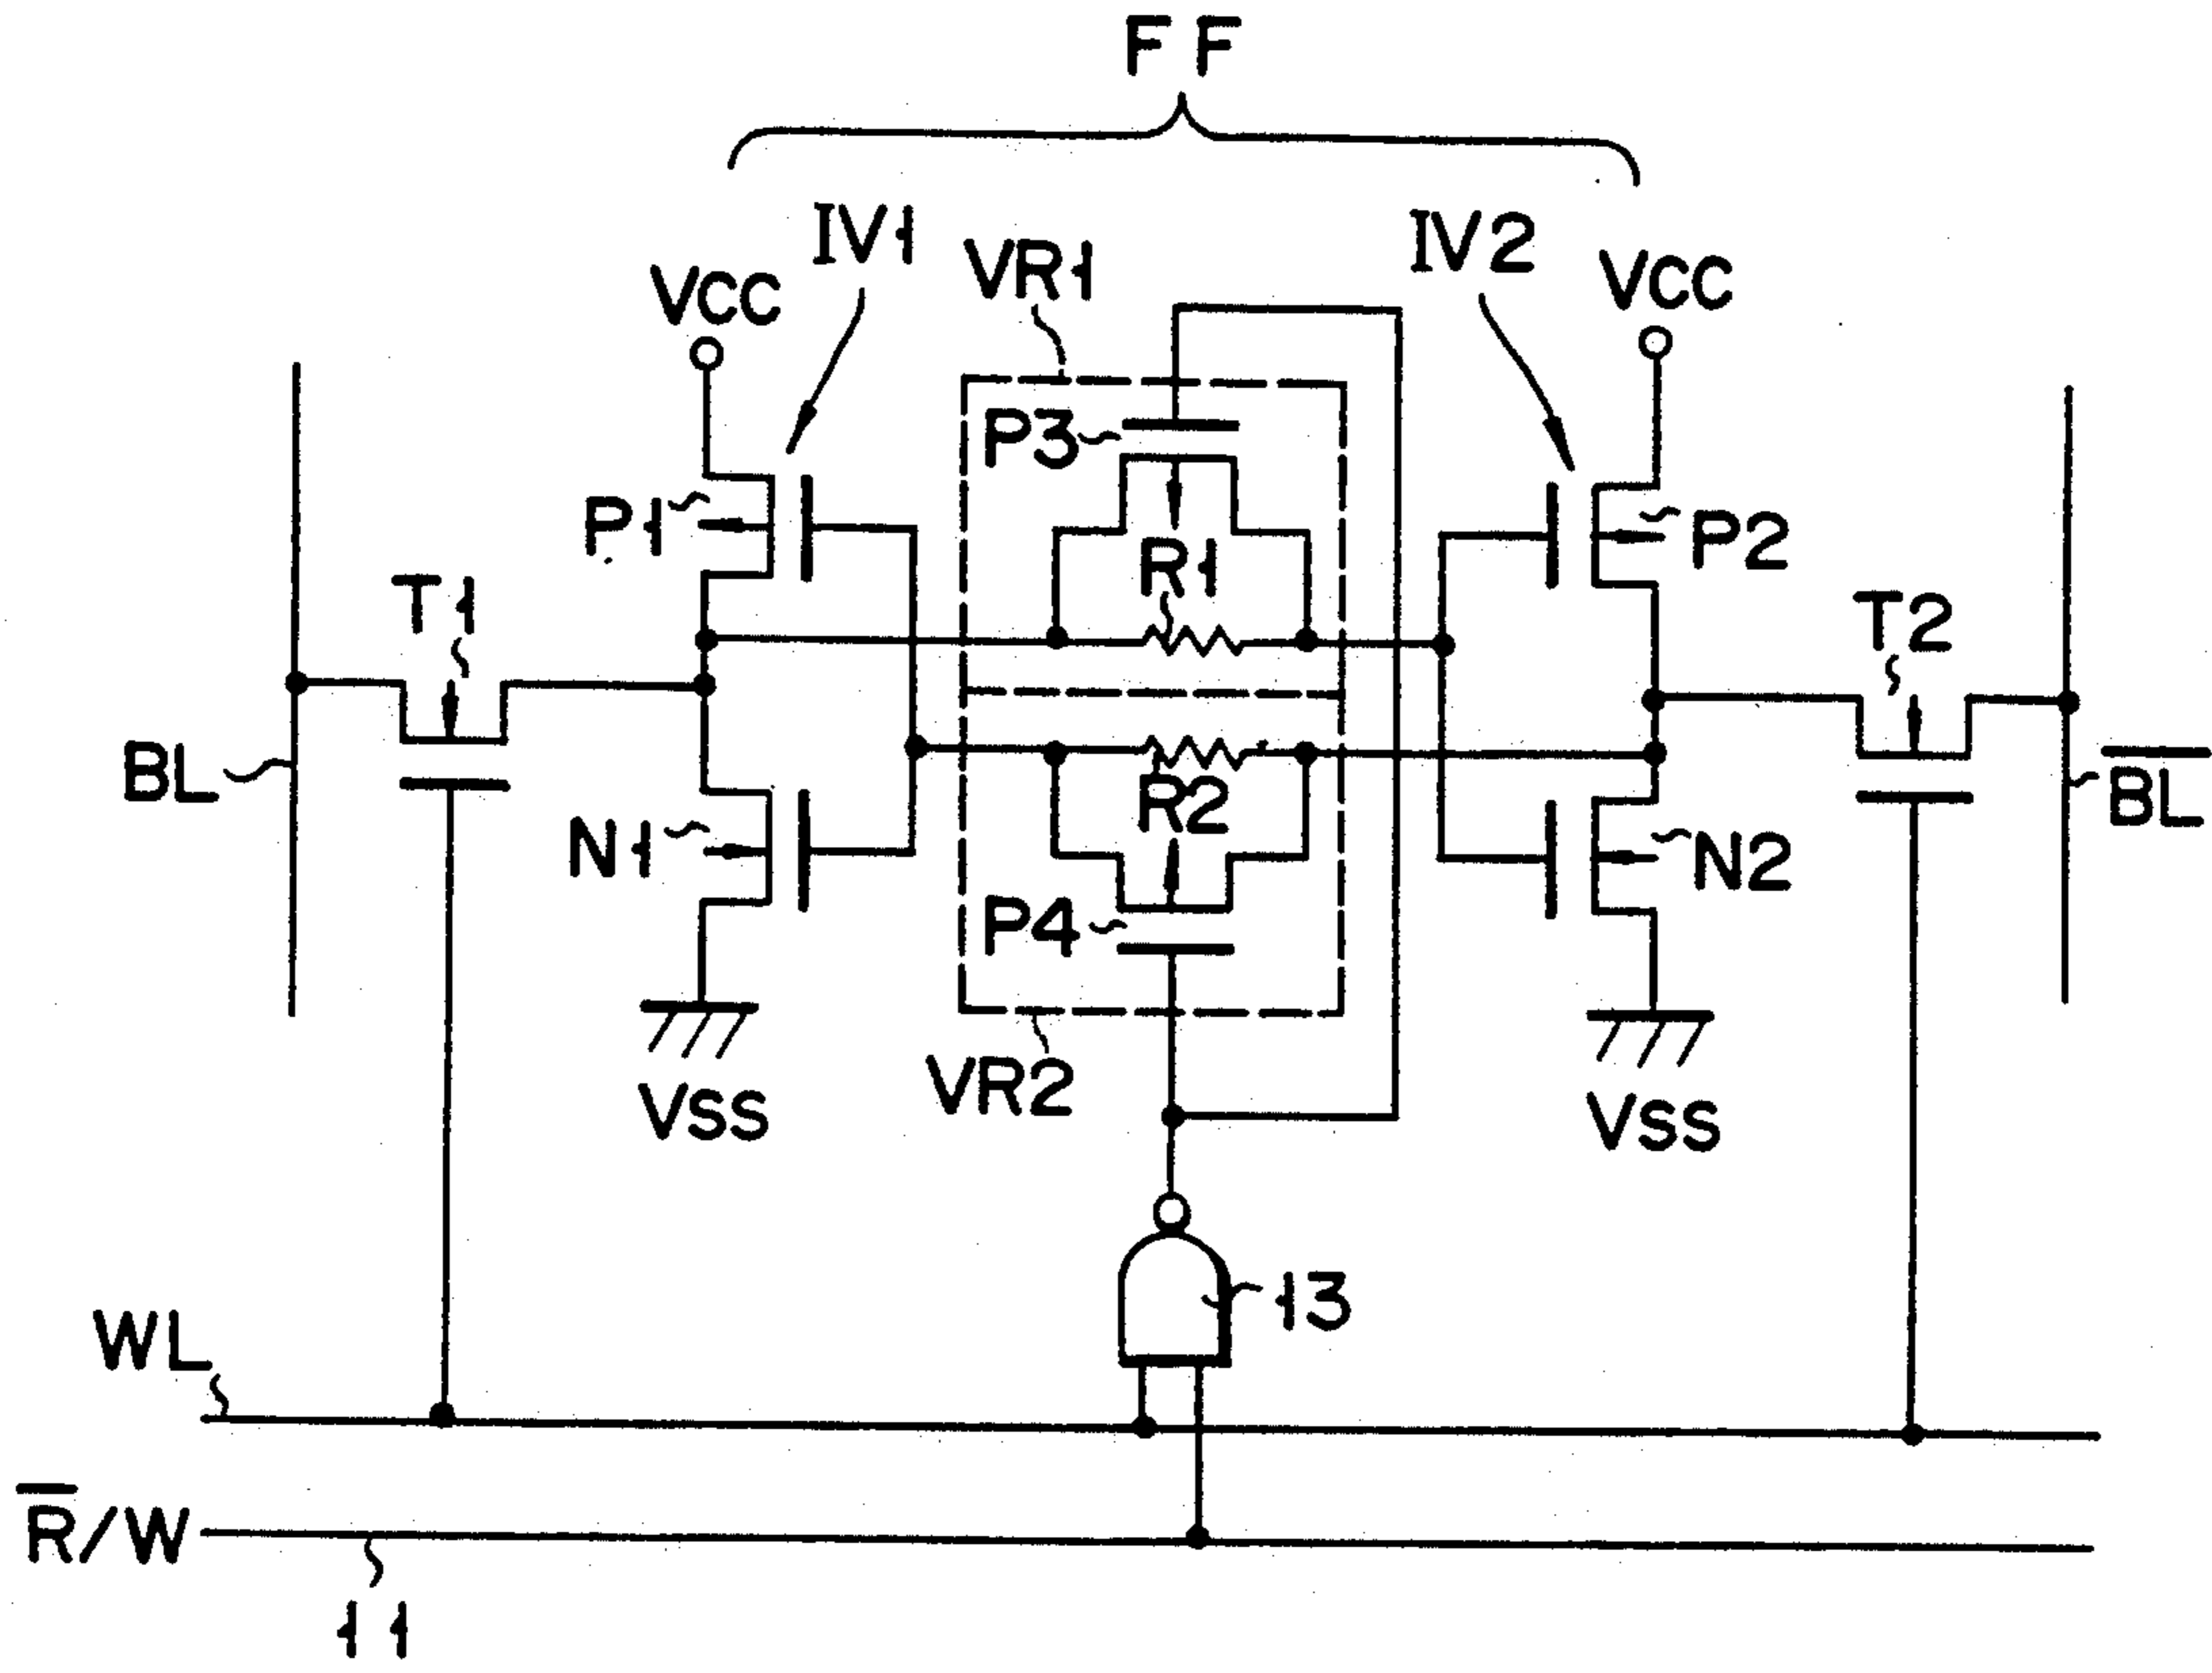 FF
IV1
VR1
IV2
VCC
VCC
P3
P1
R1
P2
T1
T2
BL
R2
B̅L̅
N1
N2
P4
VR2
VSS
VSS
13
WL
R̅/W
11